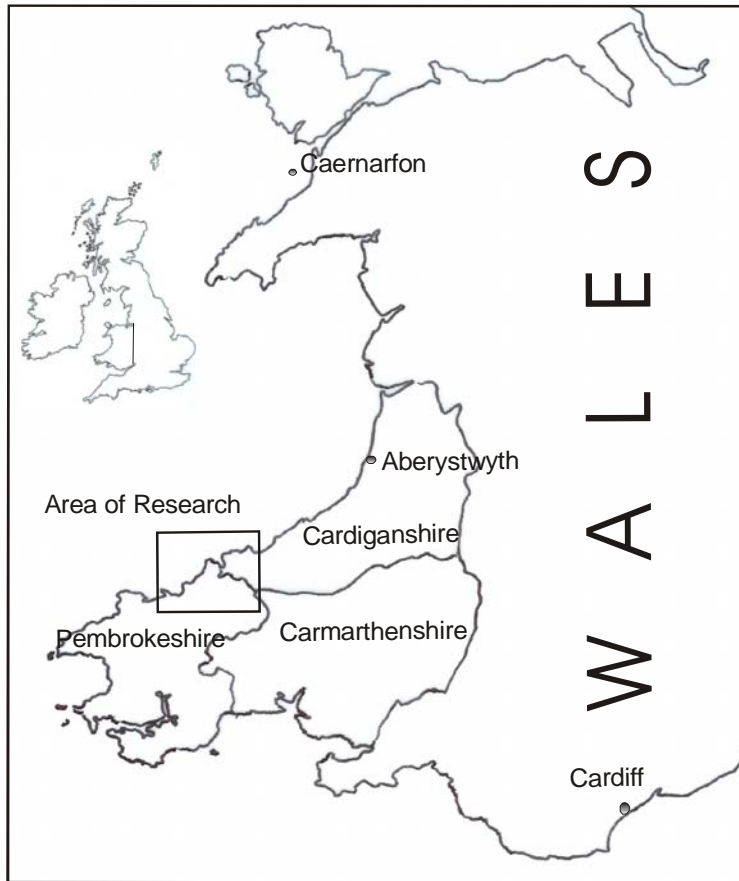 Caernarfon
WALES
Aberystwyth
Area of Research
Cardiganshire
Pembrokeshire
Carmarthenshire
Cardiff